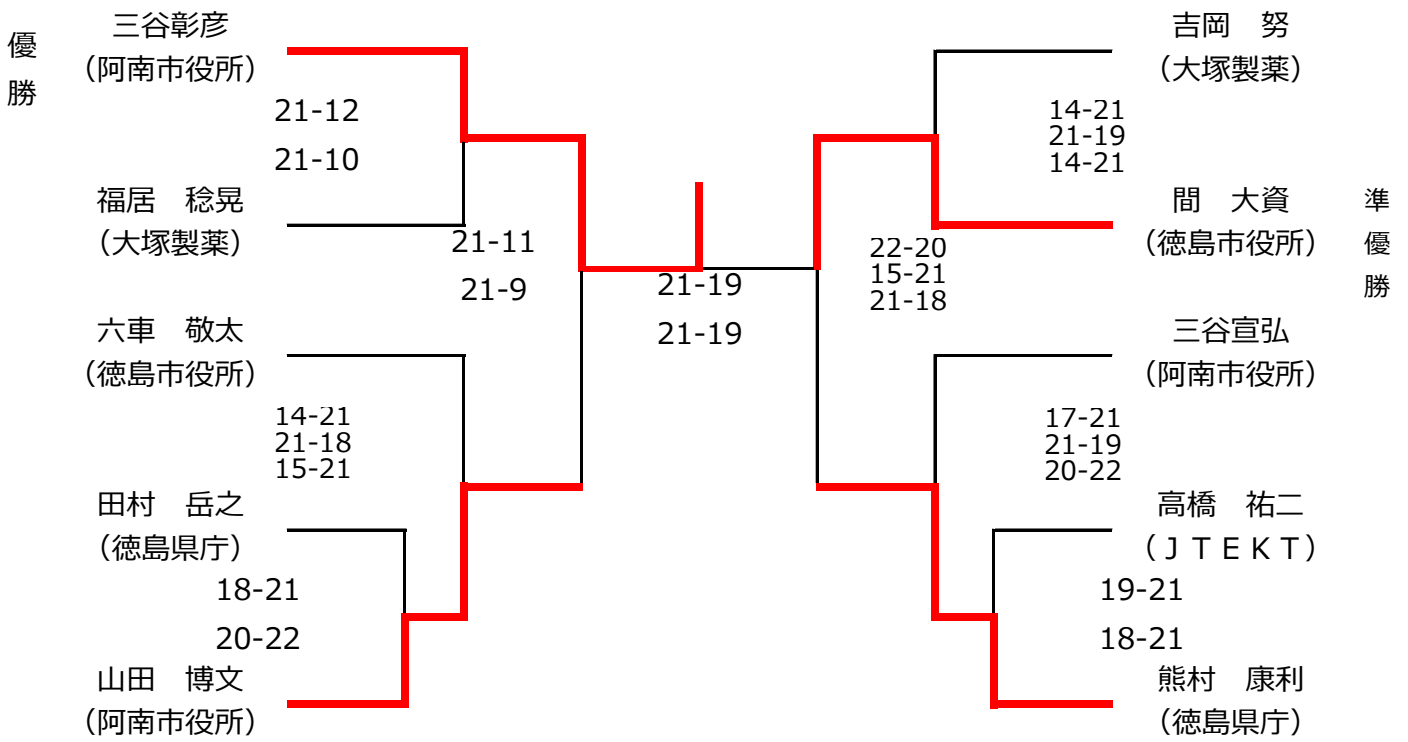 優勝
三谷彰彦
（阿南市役所）
21-12
21-10
福居　稔晃
（大塚製薬）
21-11
21-9
六車　敬太
（徳島市役所）
14-21
21-18
15-21
田村　岳之
（徳島県庁）
18-21
20-22
山田　博文
（阿南市役所）
21-19
21-19
吉岡　努
（大塚製薬）
14-21
21-19
14-21
間　大資
（徳島市役所）
準優勝
22-20
15-21
21-18
三谷宣弘
（阿南市役所）
17-21
21-19
20-22
高橋　祐二
（ＪＴＥＫＴ）
19-21
18-21
熊村　康利
（徳島県庁）